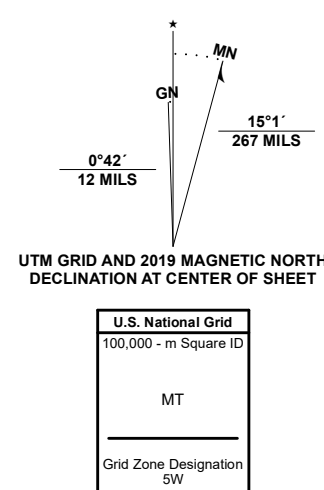 MN
GN
15°1´
267 MILS
0°42´
12 MILS
UTM GRID AND 2019 MAGNETIC NORTH
DECLINATION AT CENTER OF SHEET
U.S. National Grid
100,000 - m Square ID
MT
Grid Zone Designation
5W